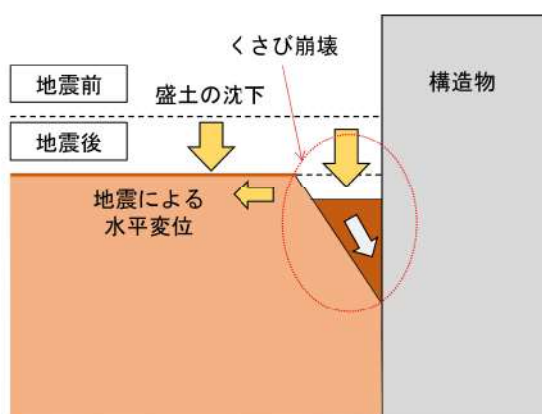 くさび崩壊
構造物
地震前
盛土の沈下
地震後
地震による
水平変位